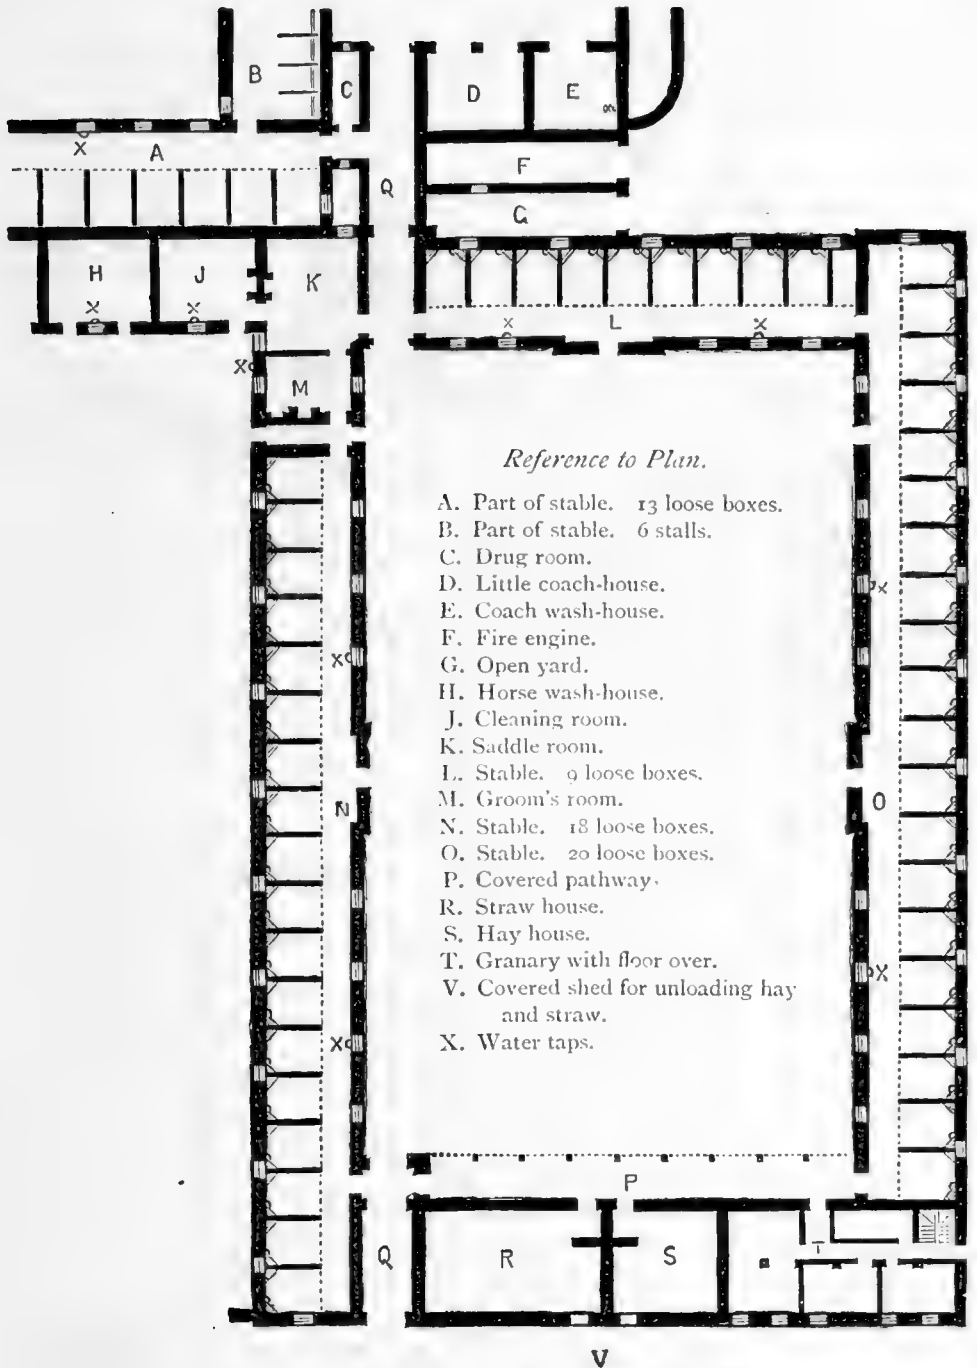 B
C
D
E
X
A
F
Q
G
H
J
K
X
X
X
L
X
X
M
Reference to Plan.
A. Part of stable. 13 loose boxes.
B. Part of stable. 6 stalls.
C. Drug room.
D. Little coach-house.
E. Coach wash-house.
F. Fire engine.
G. Open yard.
H. Horse wash-house.
J. Cleaning room.
K. Saddle room.
L. Stable. 9 loose boxes.
M. Groom's room.
N. Stable. 18 loose boxes.
O. Stable. 20 loose boxes.
P. Covered pathway.
R. Straw house.
S. Hay house.
T. Granary with floor over.
V. Covered shed for unloading hay
and straw.
X. Water taps.
X
X
N
O
X
X
P
Q
R
S
T
V